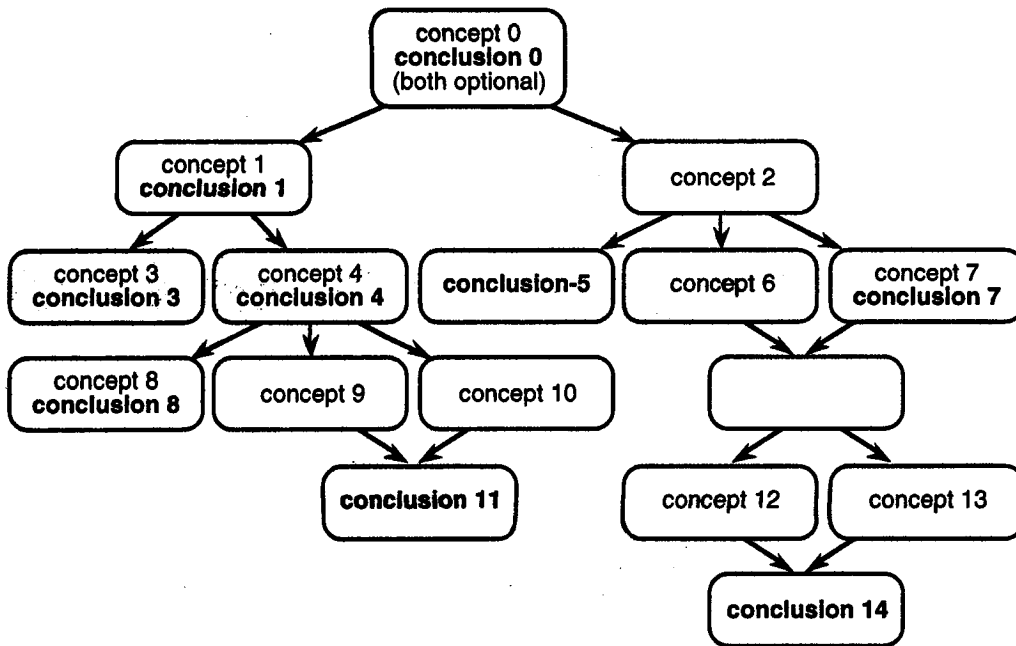 concept 0
conclusion 0
(both optional)
concept 1
conclusion 1
concept 2
concept 3
conclusion 3
concept 4
conclusion 4
conclusion-5
concept 6
concept 7
conclusion 7
concept 8
conclusion 8
concept 9
concept 10
conclusion 11
concept 12
concept 13
conclusion 14